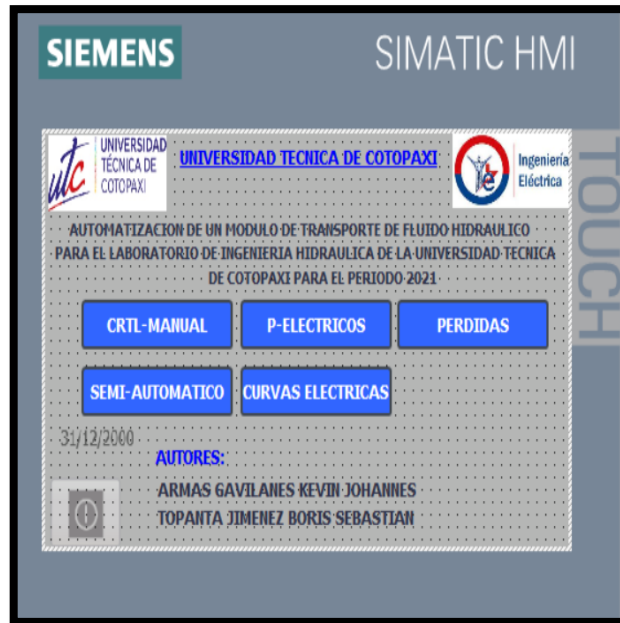 SIEMENS
SIMATIC HMI
TOUCH
utc
UNIVERSIDAD
TÉCNICA DE
COTOPAXI
UNIVERSIDAD TECNICA DE COTOPAXI
Ingeniería
Eléctrica
AUTOMATIZACION DE UN MODULO DE TRANSPORTE DE FLUIDO HIDRAULICO
PARA EL LABORATORIO DE INGENIERIA HIDRAULICA DE LA UNIVERSIDAD TECNICA
DE COTOPAXI PARA EL PERIODO 2021
CRTL-MANUAL
P-ELECTRICOS
PERDIDAS
SEMI-AUTOMATICO
CURVAS ELECTRICAS
31/12/2000
AUTORES:
ARMAS GAVILANES KEVIN JOHANNES
TOPANTA JIMENEZ BORIS SEBASTIAN